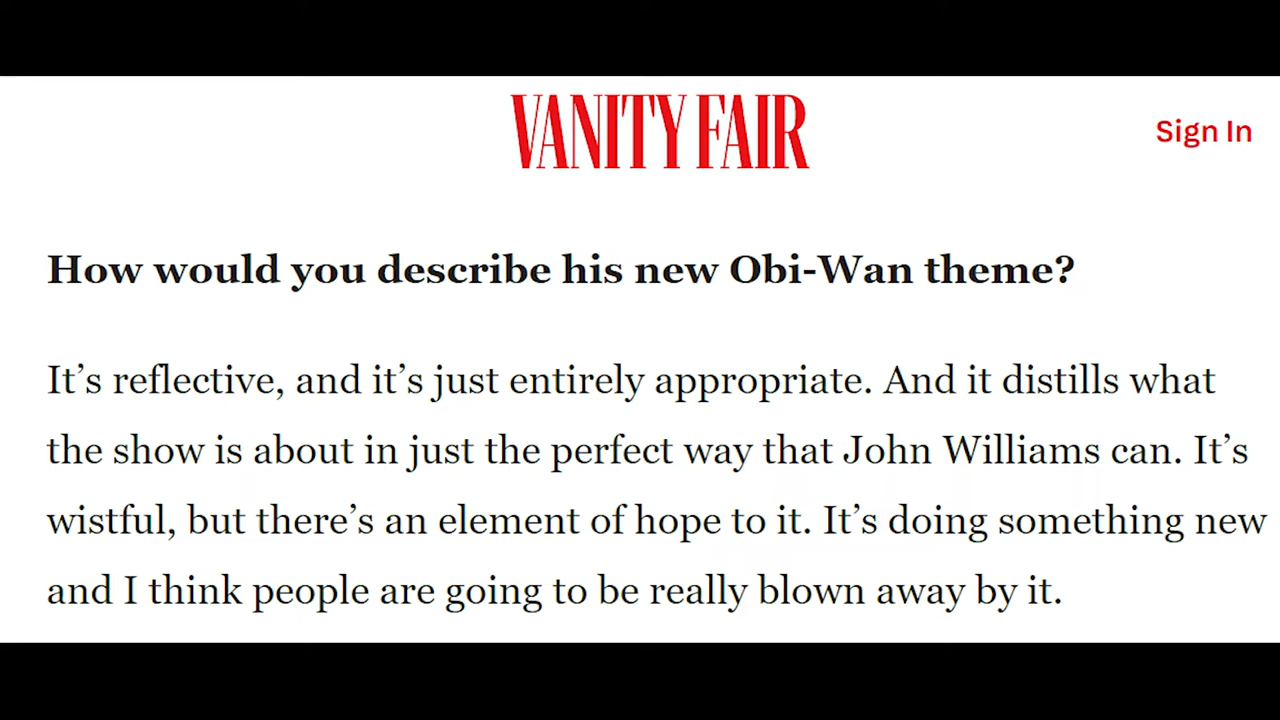 VANITY FAIR
Sign In
How would you describe his new Obi-Wan theme?
It’s reflective, and it’s just entirely appropriate. And it distills what
the show is about in just the perfect way that John Williams can. It’s
wistful, but there’s an element of hope to it. It’s doing something new
and I think people are going to be really blown away by it.